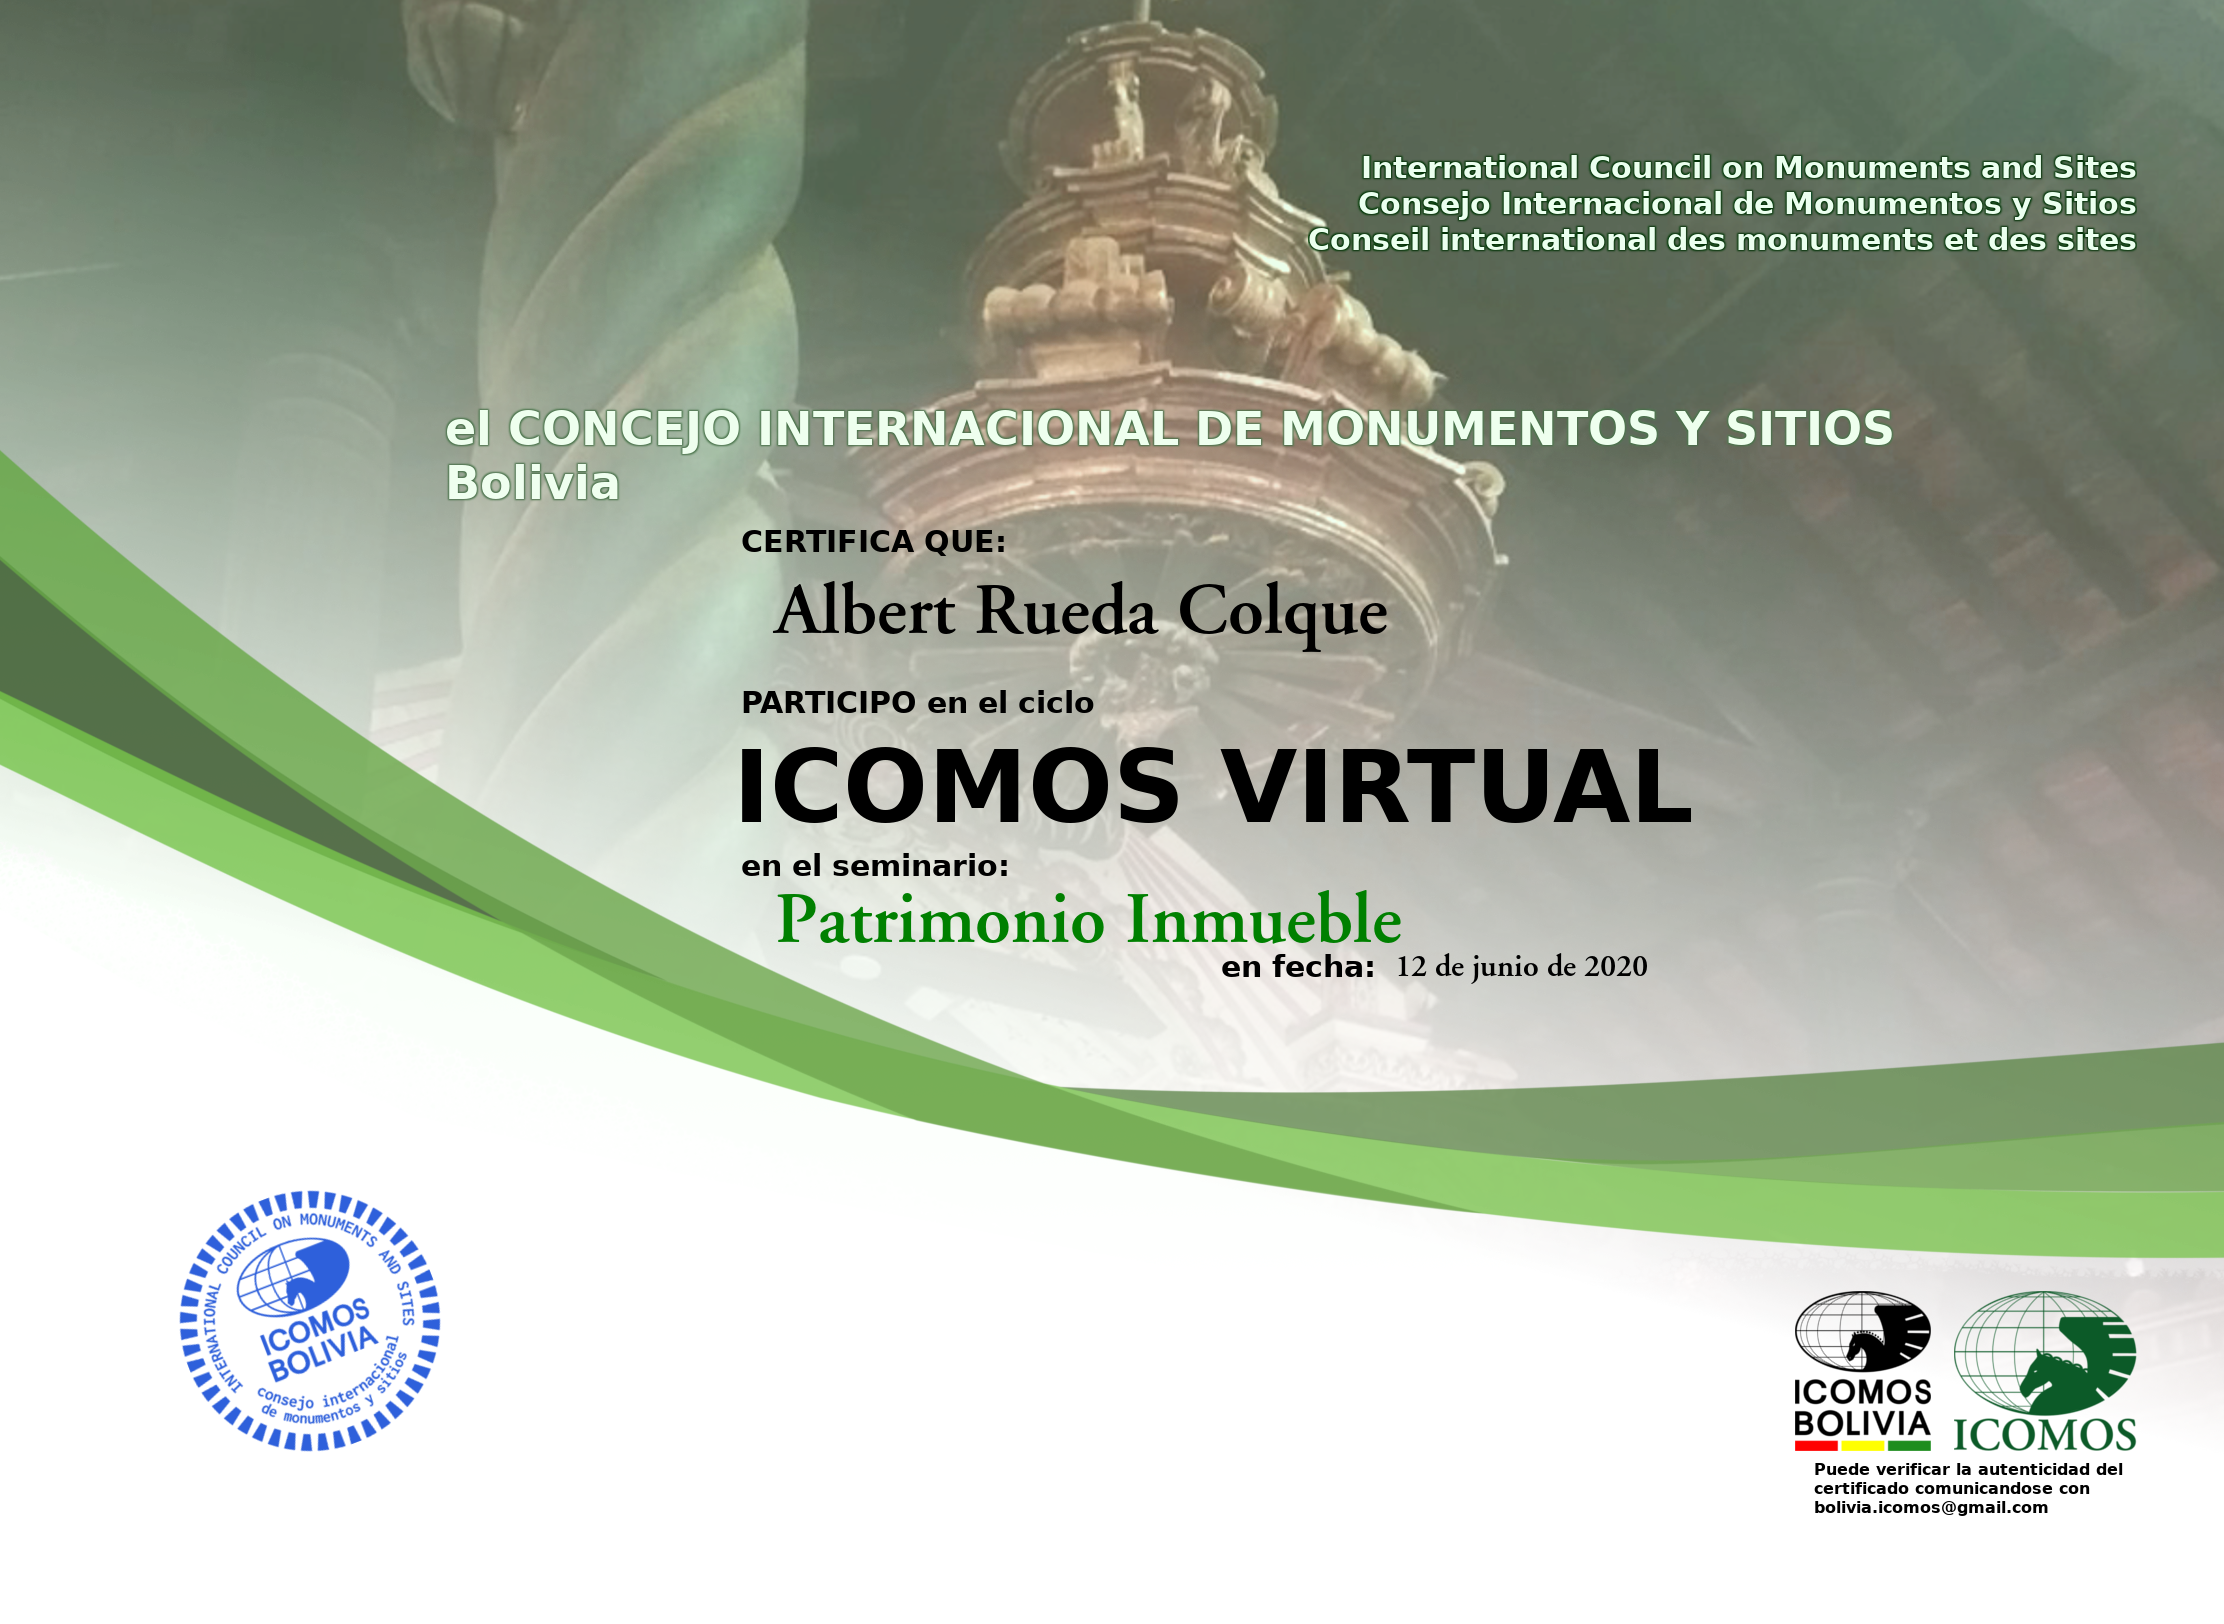 International Council on Monuments and Sites
Consejo Internacional de Monumentos y Sitios
Conseil international des monuments et des sites
el CONCEJO INTERNACIONAL DE MONUMENTOS Y SITIOS
Bolivia
CERTIFICA QUE:
Albert Rueda Colque
PARTICIPO en el ciclo
ICOMOS VIRTUAL
en el seminario:
Patrimonio Inmueble
en fecha: 12 de junio de 2020
INTERNATIONAL COUNCIL ON MONUMENTS AND SITES
ICOMOS
BOLIVIA
consejo internacional
de monumentos y sitios
ICOMOS
BOLIVIA
ICOMOS
Puede verificar la autenticidad del
certificado comunicandose con
bolivia.icomos@gmail.com